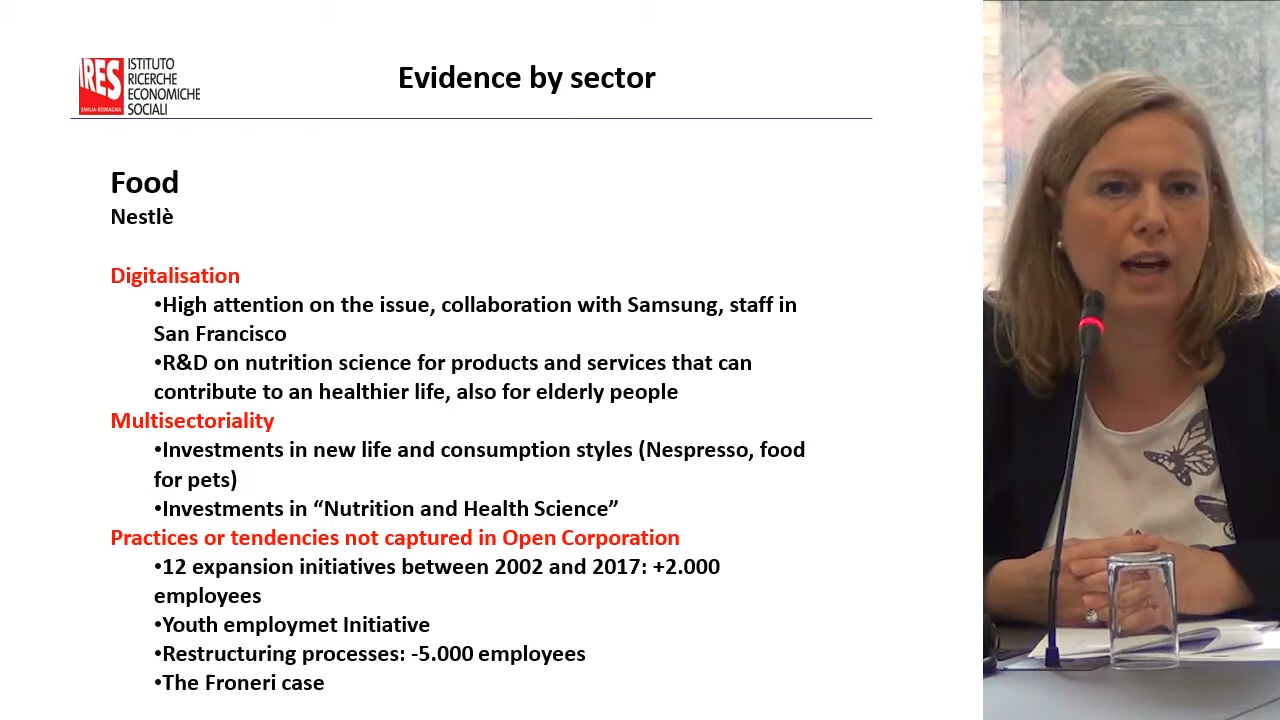 IRES
EMILIA-ROMAGNA
ISTITUTO
RICERCHE
ECONOMICHE
SOCIALI
Evidence by sector
Food
Nestlè
Digitalisation
•High attention on the issue, collaboration with Samsung, staff in
San Francisco
•R&D on nutrition science for products and services that can
contribute to an healthier life, also for elderly people
Multisectoriality
•Investments in new life and consumption styles (Nespresso, food
for pets)
•Investments in “Nutrition and Health Science”
Practices or tendencies not captured in Open Corporation
•12 expansion initiatives between 2002 and 2017: +2.000
employees
•Youth employmet Initiative
•Restructuring processes: -5.000 employees
•The Froneri case